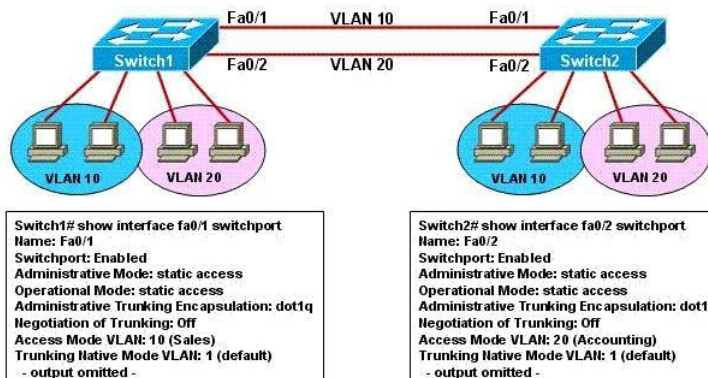 Fa0/1 VLAN 10 Fa0/1
Switch1 Fa0/2 VLAN 20 Fa0/2 Switch2
VLAN 10 VLAN 20 VLAN 10 VLAN 20
Switch1# show interface fa0/1 switchport
Name: Fa0/1
Switchport: Enabled
Administrative Mode: static access
Operational Mode: static access
Administrative Trunking Encapsulation: dot1q
Negotiation of Trunking: Off
Access Mode VLAN: 10 (Sales)
Trunking Native Mode VLAN: 1 (default)
- output omitted -
Switch2# show interface fa0/2 switchport
Name: Fa0/2
Switchport: Enabled
Administrative Mode: static access
Operational Mode: static access
Administrative Trunking Encapsulation: dot1
Negotiation of Trunking: Off
Access Mode VLAN: 20 (Accounting)
Trunking Native Mode VLAN: 1 (default)
- output omitted -